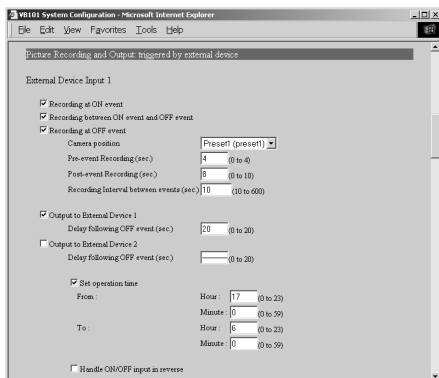 VB101 System Configuration - Microsoft Internet Explorer
File Edit View Favorites Tools Help
Picture Recording and Output: triggered by external device
External Device Input 1
Recording at ON event
Recording between ON event and OFF event
Recording at OFF event
Camera position Preset1 (preset1)
Pre-event Recording (sec.) 4 (0 to 4)
Post-event Recording (sec.) 8 (0 to 10)
Recording Interval between events (sec.) 10 (10 to 600)
Output to External Device 1
Delay following OFF event (sec.) 20 (0 to 20)
Output to External Device 2
Delay following OFF event (sec.) (0 to 20)
Set operation time
From : Hour : 17 (0 to 23)
Minute : 0 (0 to 59)
To : Hour : 6 (0 to 23)
Minute : 0 (0 to 59)
Handle ON/OFF input in reverse